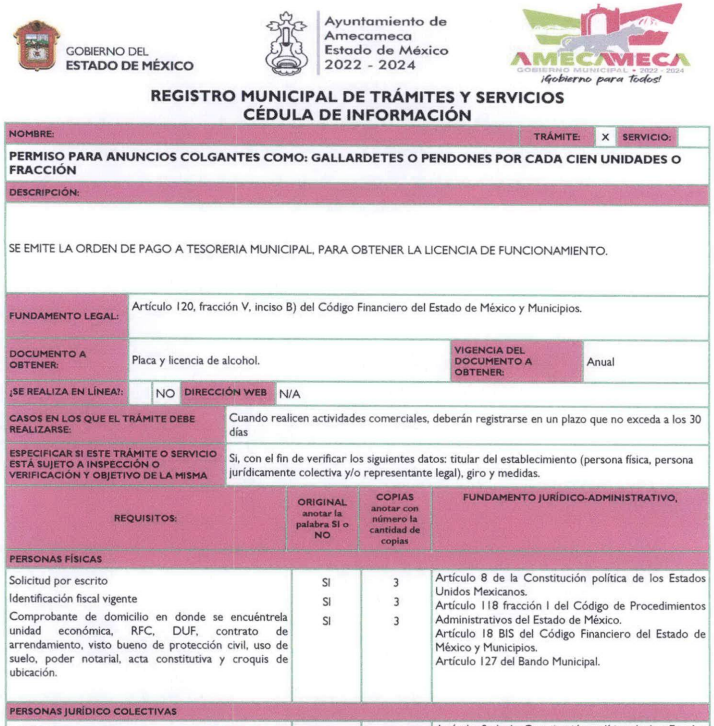 GOBIERNO DEL
ESTADO DE MÉXICO
Ayuntamiento de
Amecameca
Estado de México
2022 - 2024
AMECAMECA
GOBIERNO MUNICIPAL • 2022 - 2024
¡Gobierno para Todos!
REGISTRO MUNICIPAL DE TRÁMITES Y SERVICIOS
CÉDULA DE INFORMACIÓN
NOMBRE: TRÁMITE: X SERVICIO:
PERMISO PARA ANUNCIOS COLGANTES COMO: GALLARDETES O PENDONES POR CADA CIEN UNIDADES O
FRACCIÓN
DESCRIPCIÓN:
SE EMITE LA ORDEN DE PAGO A TESORERIA MUNICIPAL, PARA OBTENER LA LICENCIA DE FUNCIONAMIENTO.
FUNDAMENTO LEGAL:
Artículo 120, fracción V, inciso B) del Código Financiero del Estado de México y Municipios.
DOCUMENTO A
OBTENER:
Placa y licencia de alcohol.
VIGENCIA DEL
DOCUMENTO A
OBTENER:
Anual
¿SE REALIZA EN LÍNEA?: NO DIRECCIÓN WEB N/A
CASOS EN LOS QUE EL TRÁMITE DEBE
REALIZARSE:
Cuando realicen actividades comerciales, deberán registrarse en un plazo que no exceda a los 30
días
ESPECIFICAR SI ESTE TRÁMITE O SERVICIO
ESTÁ SUJETO A INSPECCIÓN O
VERIFICACIÓN Y OBJETIVO DE LA MISMA
Si, con el fin de verificar los siguientes datos: titular del establecimiento (persona física, persona
jurídicamente colectiva y/o representante legal), giro y medidas.
REQUISITOS:
ORIGINAL
anotar la
palabra SI o
NO
COPIAS
anotar con
número la
cantidad de
copias
FUNDAMENTO JURÍDICO-ADMINISTRATIVO,
PERSONAS FÍSICAS
Solicitud por escrito SI 3
Identificación fiscal vigente SI 3
Comprobante de domicilio en donde se encuéntrela SI 3
unidad económica, RFC, DUF, contrato de
arrendamiento, visto bueno de protección civil, uso de
suelo, poder notarial, acta constitutiva y croquis de
ubicación.
Artículo 8 de la Constitución política de los Estados
Unidos Mexicanos.
Artículo 118 fracción I del Código de Procedimientos
Administrativos del Estado de México.
Artículo 18 BIS del Código Financiero del Estado de
México y Municipios.
Artículo 127 del Bando Municipal.
PERSONAS JURÍDICO COLECTIVAS